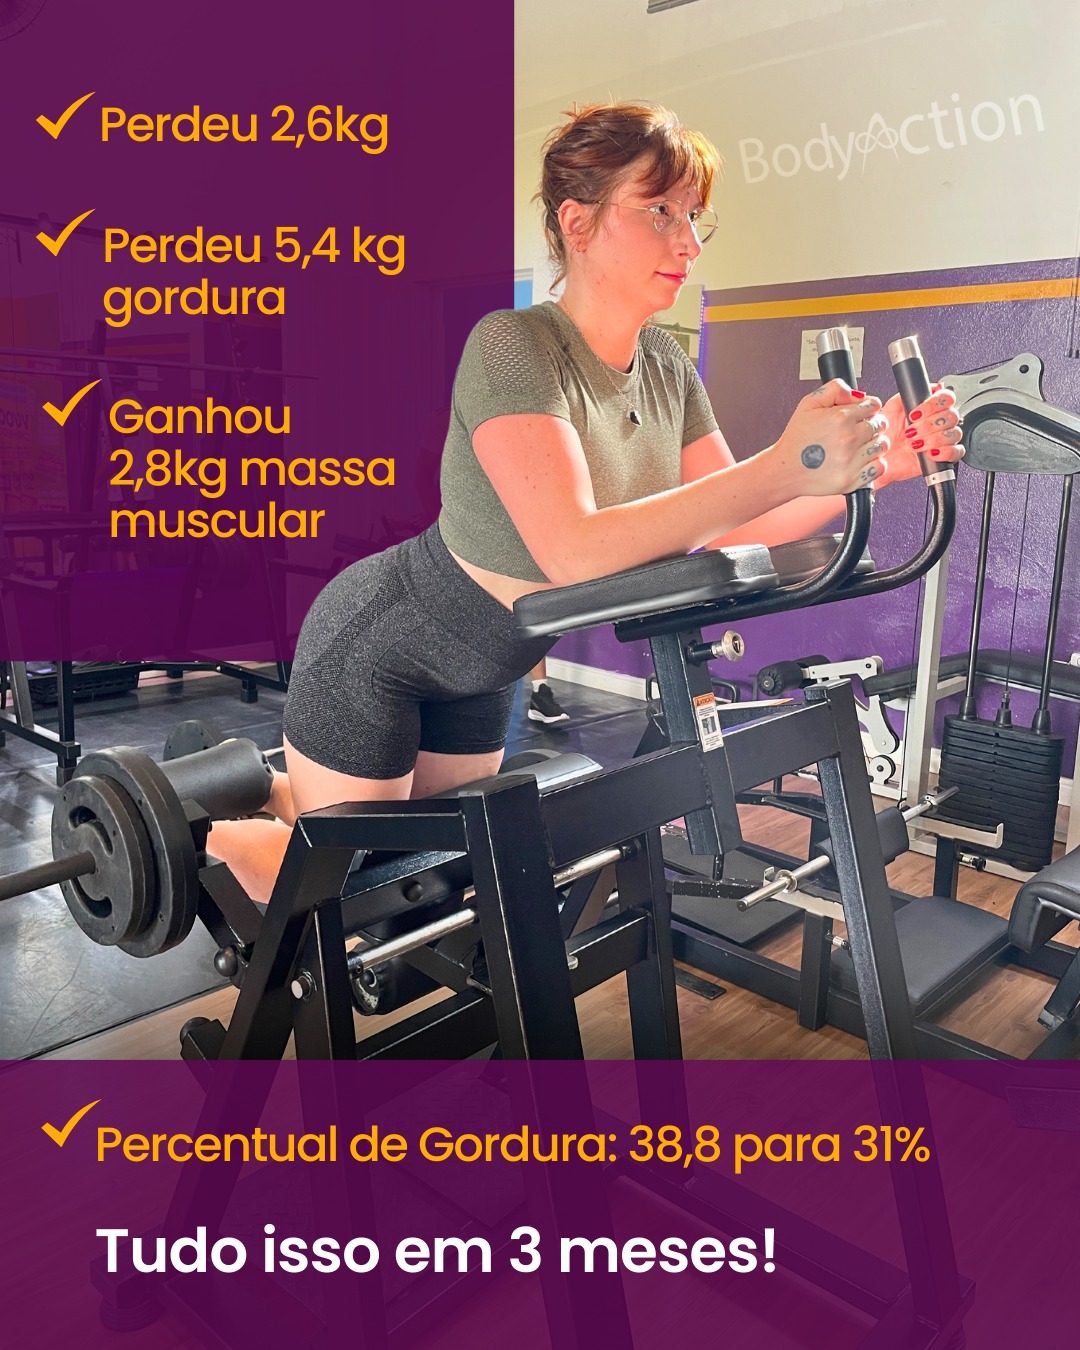 Perdeu 2,6kg
Perdeu 5,4 kg
gordura
Ganhou
2,8kg massa
muscular
BodyAction
Percentual de Gordura: 38,8 para 31%
Tudo isso em 3 meses!